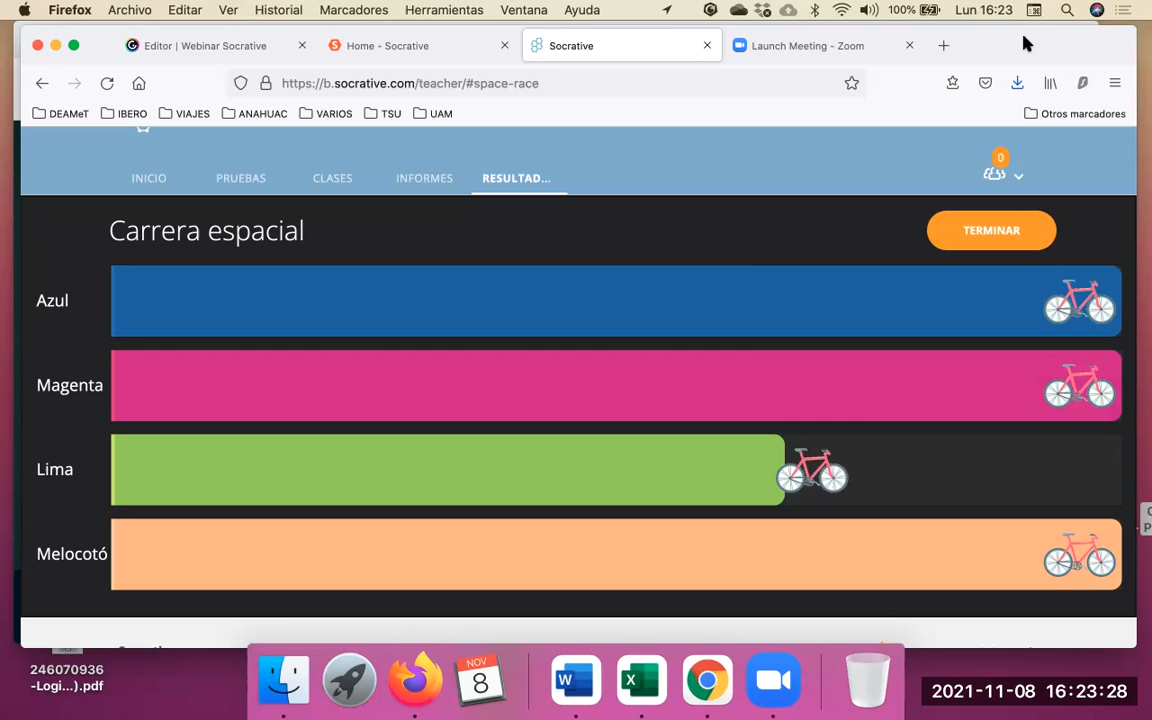 Firefox Archivo Editar Ver Historial Marcadores Herramientas Ventana Ayuda 100% Lun 16:23
Editor | Webinar Socrative Home - Socrative Socrative Launch Meeting - Zoom
https://b.socrative.com/teacher/#space-race
DEAMeT IBERO VIAJES ANAHUAC VARIOS TSU UAM Otros marcadores
0
INICIO PRUEBAS CLASES INFORMES RESULTAD...
Carrera espacial TERMINAR
Azul
Magenta
Lima
Melocotó
246070936
-Logi...).pdf
NOV
8
W
X
2021-11-08 16:23:28